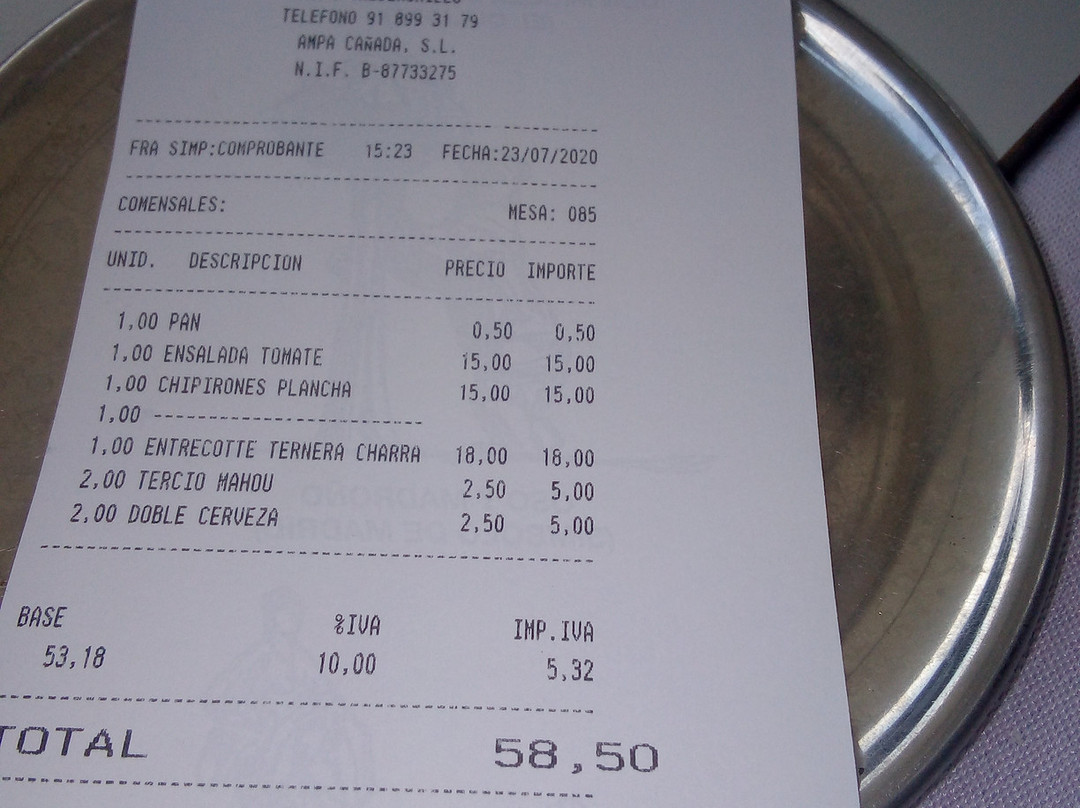 TELEFONO 91 899 31 79
AMPA CAÑADA, S.L.
N.I.F. B-87733275
FRA SIMP:COMPROBANTE 15:23 FECHA:23/07/2020
COMENSALES: MESA: 085
UNID. DESCRIPCION PRECIO IMPORTE
1,00 PAN 0,50 0,50
1,00 ENSALADA TOMATE 15,00 15,00
1,00 CHIPIRONES PLANCHA 15,00 15,00
1,00 --------------------
1,00 ENTRECOTTE TERNERA CHARRA 18,00 18,00
2,00 TERCIO MAHOU 2,50 5,00
2,00 DOBLE CERVEZA 2,50 5,00
BASE %IVA IMP.IVA
53,18 10,00 5,32
TOTAL 58,50